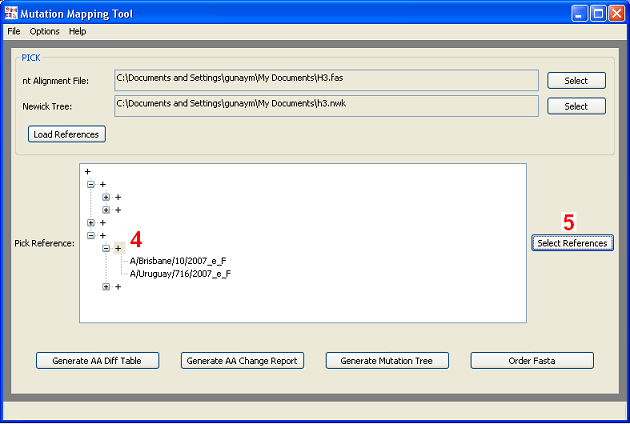 Mutation Mapping Tool
File Options Help
PICK
nt Alignment File: C:\Documents and Settings\gunaym\My Documents\H3.fas Select
Newick Tree: C:\Documents and Settings\gunaym\My Documents\h3.nwk Select
Load References
+
+
+
+
+
+
+ 4
5
Pick Reference: Select References
A/Brisbane/10/2007_e_F
A/Uruguay/716/2007_e_F
+
Generate AA Diff Table Generate AA Change Report Generate Mutation Tree Order Fasta